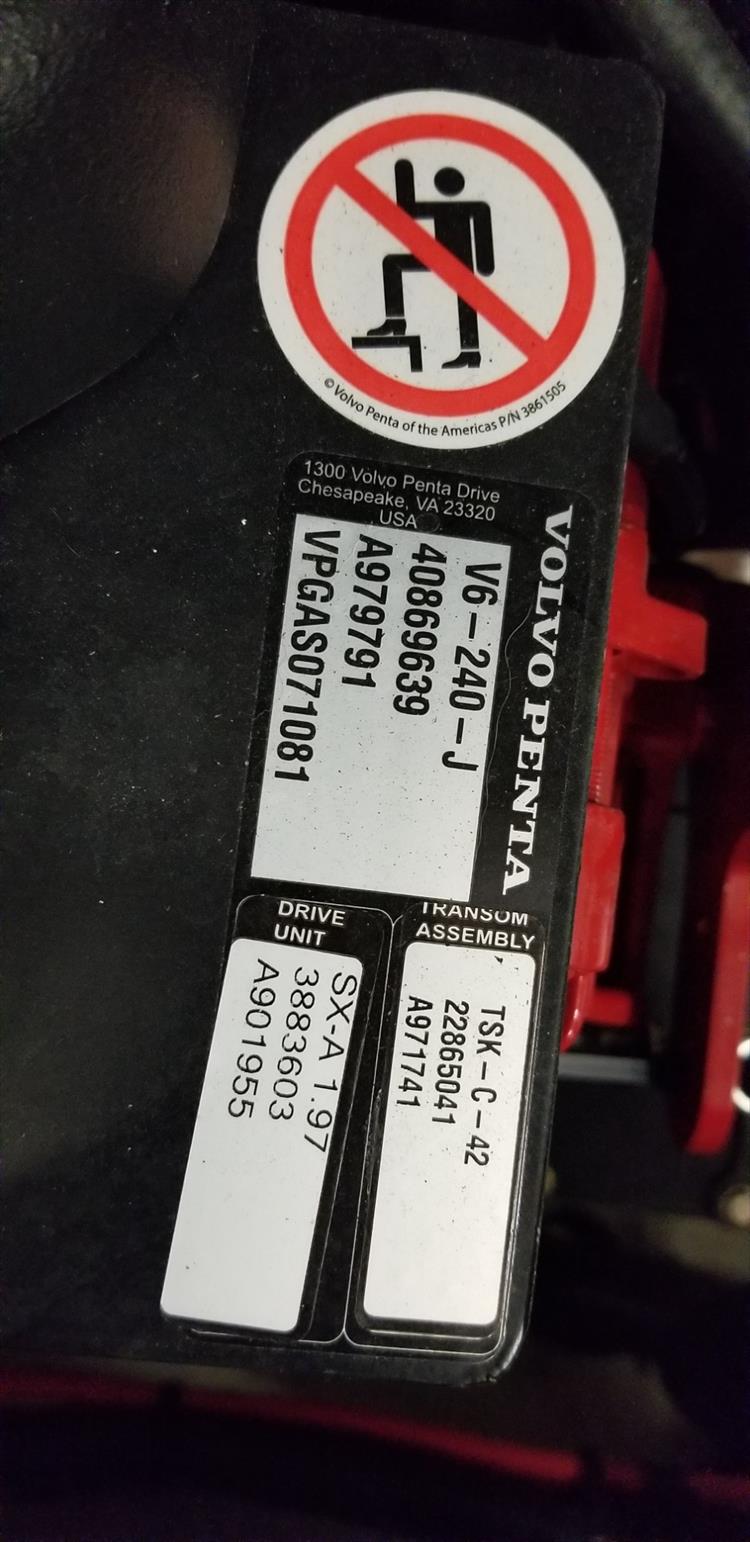 © Volvo Penta of the Americas P/N 3861505
1300 Volvo Penta Drive
Chesapeake, VA 23320
USA
VOLVO PENTA
V6-240-J
40869639
A979791
VPGAS071081
DRIVE
UNIT
SX-A 1.97
3883603
A901955
TRANSOM
ASSEMBLY
TSK-C-42
22865041
A971741